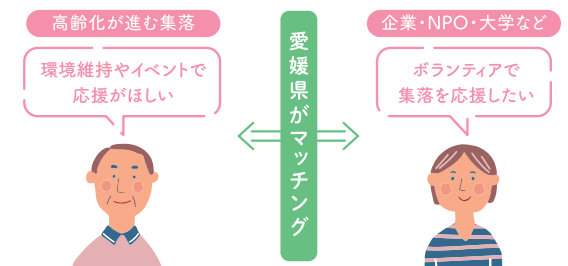 高齢化が進む集落
環境維持やイベントで
応援がほしい
愛媛県がマッチング
企業・NPO・大学など
ボランティアで
集落を応援したい